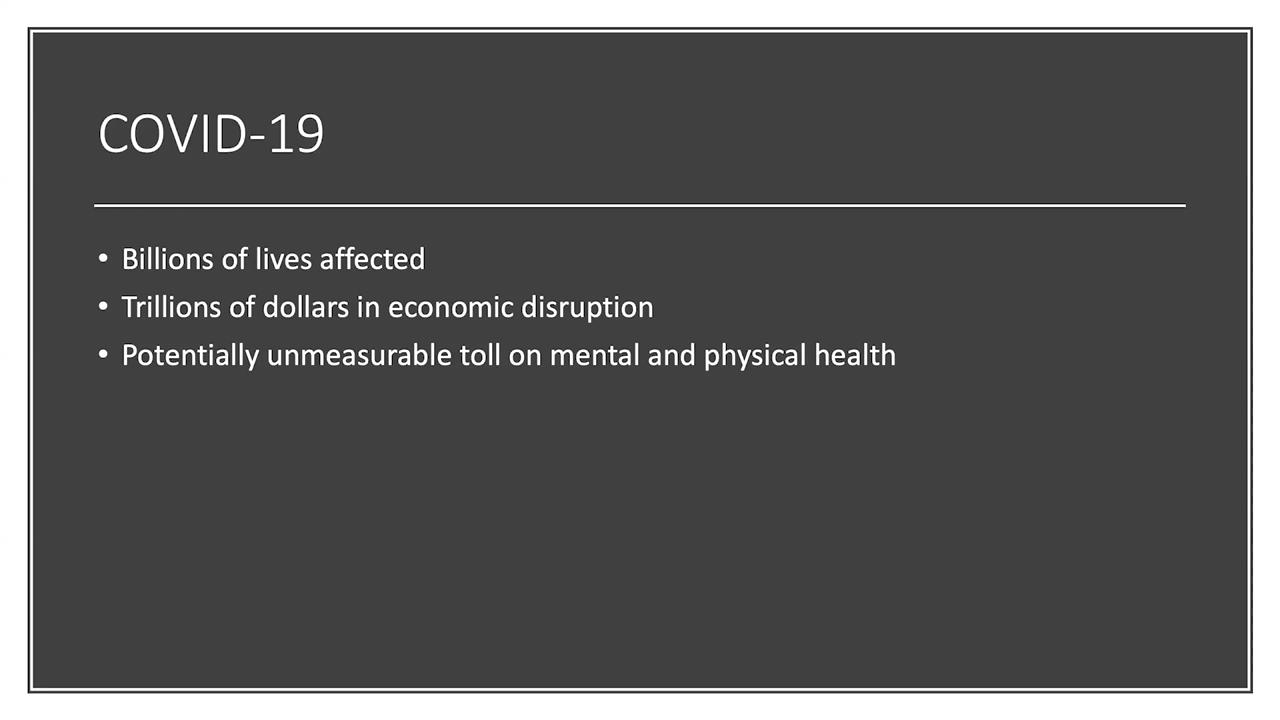 COVID-19
• Billions of lives affected
• Trillions of dollars in economic disruption
• Potentially unmeasurable toll on mental and physical health